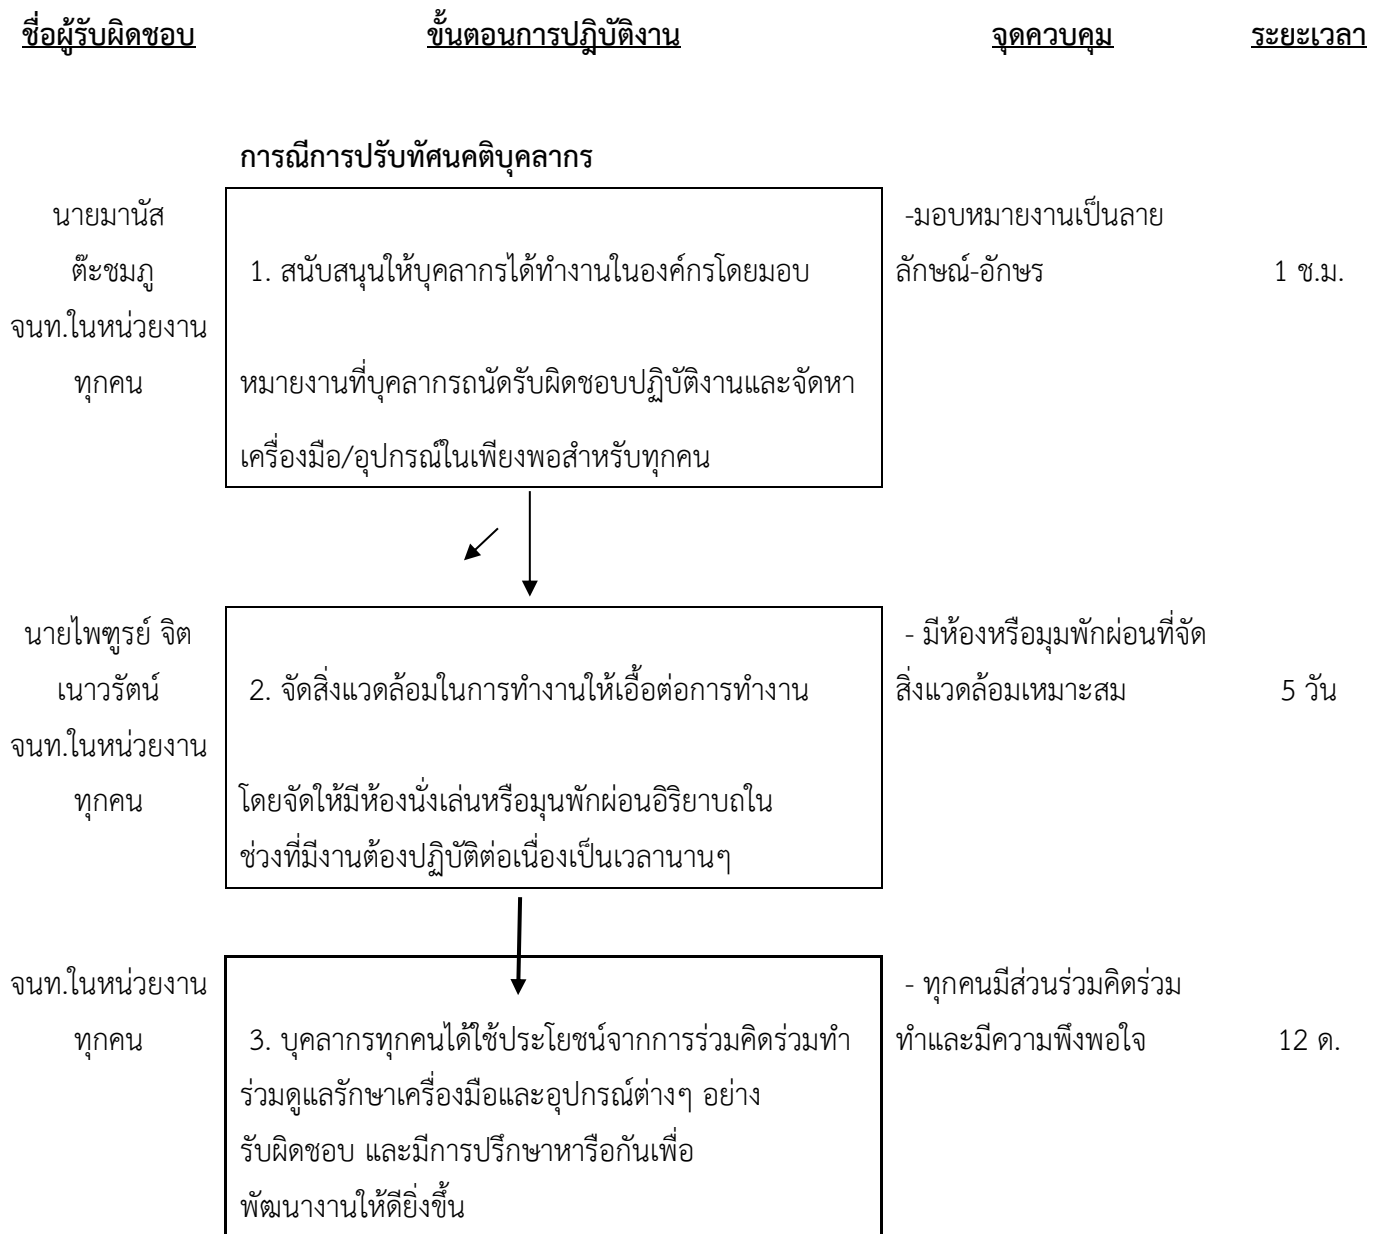 ชื่อผู้รับผิดชอบ ขั้นตอนการปฏิบัติงาน จุดควบคุม ระยะเวลา
การณีการปรับทัศนคติบุคลากร
นายมานัส -มอบหมายงานเป็นลาย
ต๊ะชมภู 1. สนับสนุนให้บุคลากรได้ทำงานในองค์กรโดยมอบ ลักษณ์-อักษร 1 ช.ม.
จนท.ในหน่วยงาน
ทุกคน หมายงานที่บุคลากรถนัดรับผิดชอบปฏิบัติงานและจัดหา
เครื่องมือ/อุปกรณ์ในเพียงพอสำหรับทุกคน
นายไพฑูรย์ จิต - มีห้องหรือมุมพักผ่อนที่จัด
เนาวรัตน์ 2. จัดสิ่งแวดล้อมในการทำงานให้เอื้อต่อการทำงาน สิ่งแวดล้อมเหมาะสม 5 วัน
จนท.ในหน่วยงาน
ทุกคน โดยจัดให้มีห้องนั่งเล่นหรือมุนพักผ่อนอิริยาบถใน
ช่วงที่มีงานต้องปฏิบัติต่อเนื่องเป็นเวลานานๆ
จนท.ในหน่วยงาน - ทุกคนมีส่วนร่วมคิดร่วม
ทุกคน 3. บุคลากรทุกคนได้ใช้ประโยชน์จากการร่วมคิดร่วมทำ ทำและมีความพึงพอใจ 12 ด.
ร่วมดูแลรักษาเครื่องมือและอุปกรณ์ต่างๆ อย่าง
รับผิดชอบ และมีการปรึกษาหารือกันเพื่อ
พัฒนางานให้ดียิ่งขึ้น